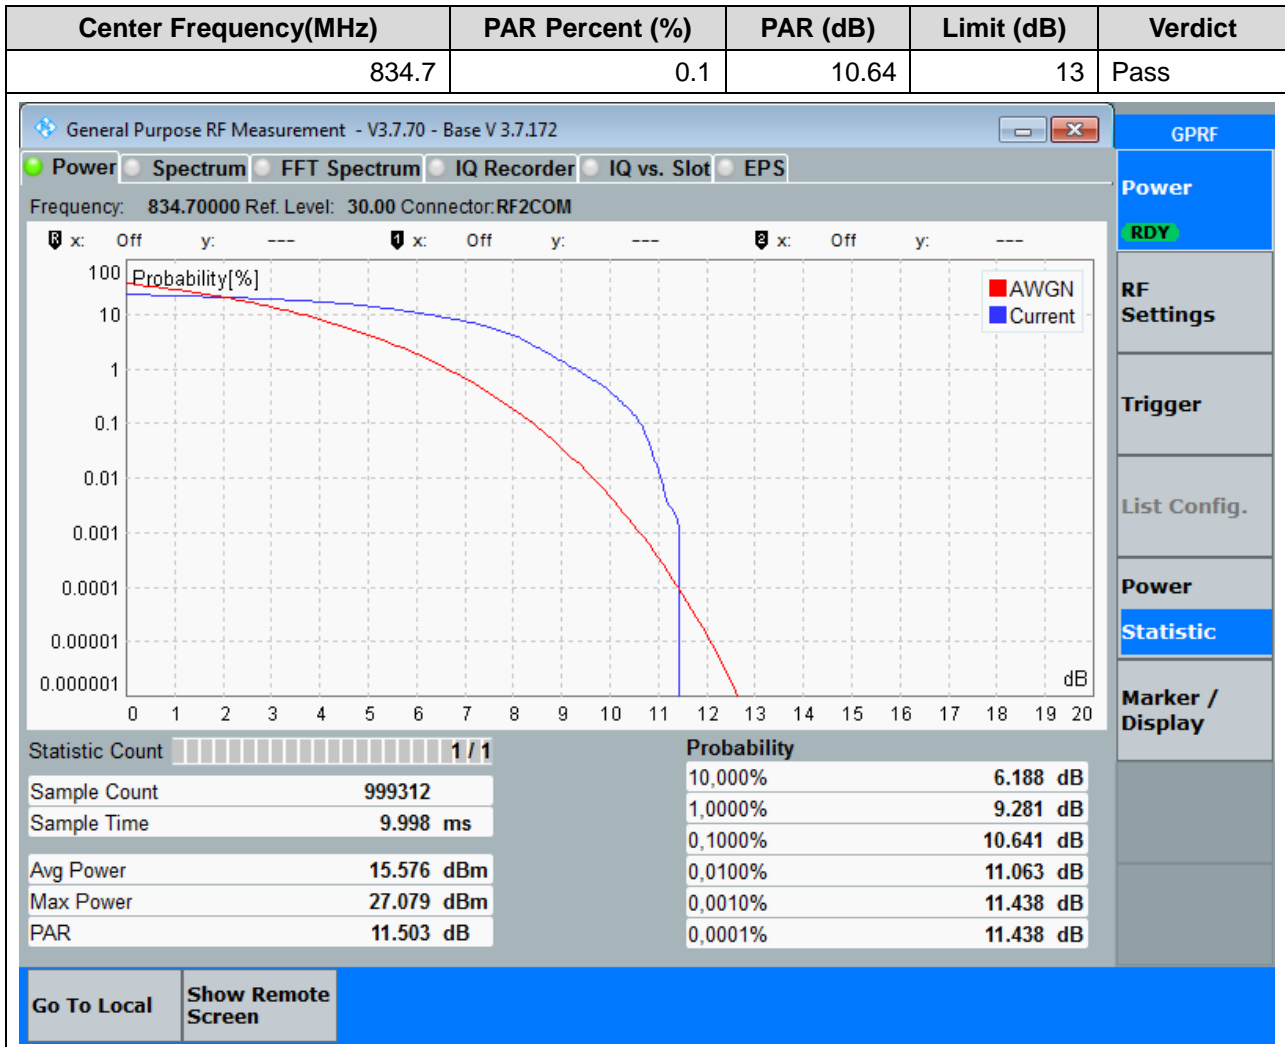 Center Frequency(MHz) PAR Percent (%) PAR (dB) Limit (dB) Verdict
834.7 0.1 10.64 13 Pass
General Purpose RF Measurement - V3.7.70 - Base V 3.7.172
GPRF
Power Spectrum FFT Spectrum IQ Recorder IQ vs. Slot EPS
Power
RDY
Frequency: 834.70000 Ref. Level: 30.00 Connector:RF2COM
R x: Off y: --- 1 x: Off y: --- 2 x: Off y: ---
Probability[%]
AWGN
Current
100
10
1
0.1
0.01
0.001
0.0001
0.00001
0.000001
dB
0 1 2 3 4 5 6 7 8 9 10 11 12 13 14 15 16 17 18 19 20
RF
Settings
Trigger
List Config.
Power
Statistic
Marker /
Display
Statistic Count 1 / 1
Sample Count 999312
Sample Time 9.998 ms
Avg Power 15.576 dBm
Max Power 27.079 dBm
PAR 11.503 dB
Probability
10,000% 6.188 dB
1,0000% 9.281 dB
0,1000% 10.641 dB
0,0100% 11.063 dB
0,0010% 11.438 dB
0,0001% 11.438 dB
Go To Local
Show Remote
Screen